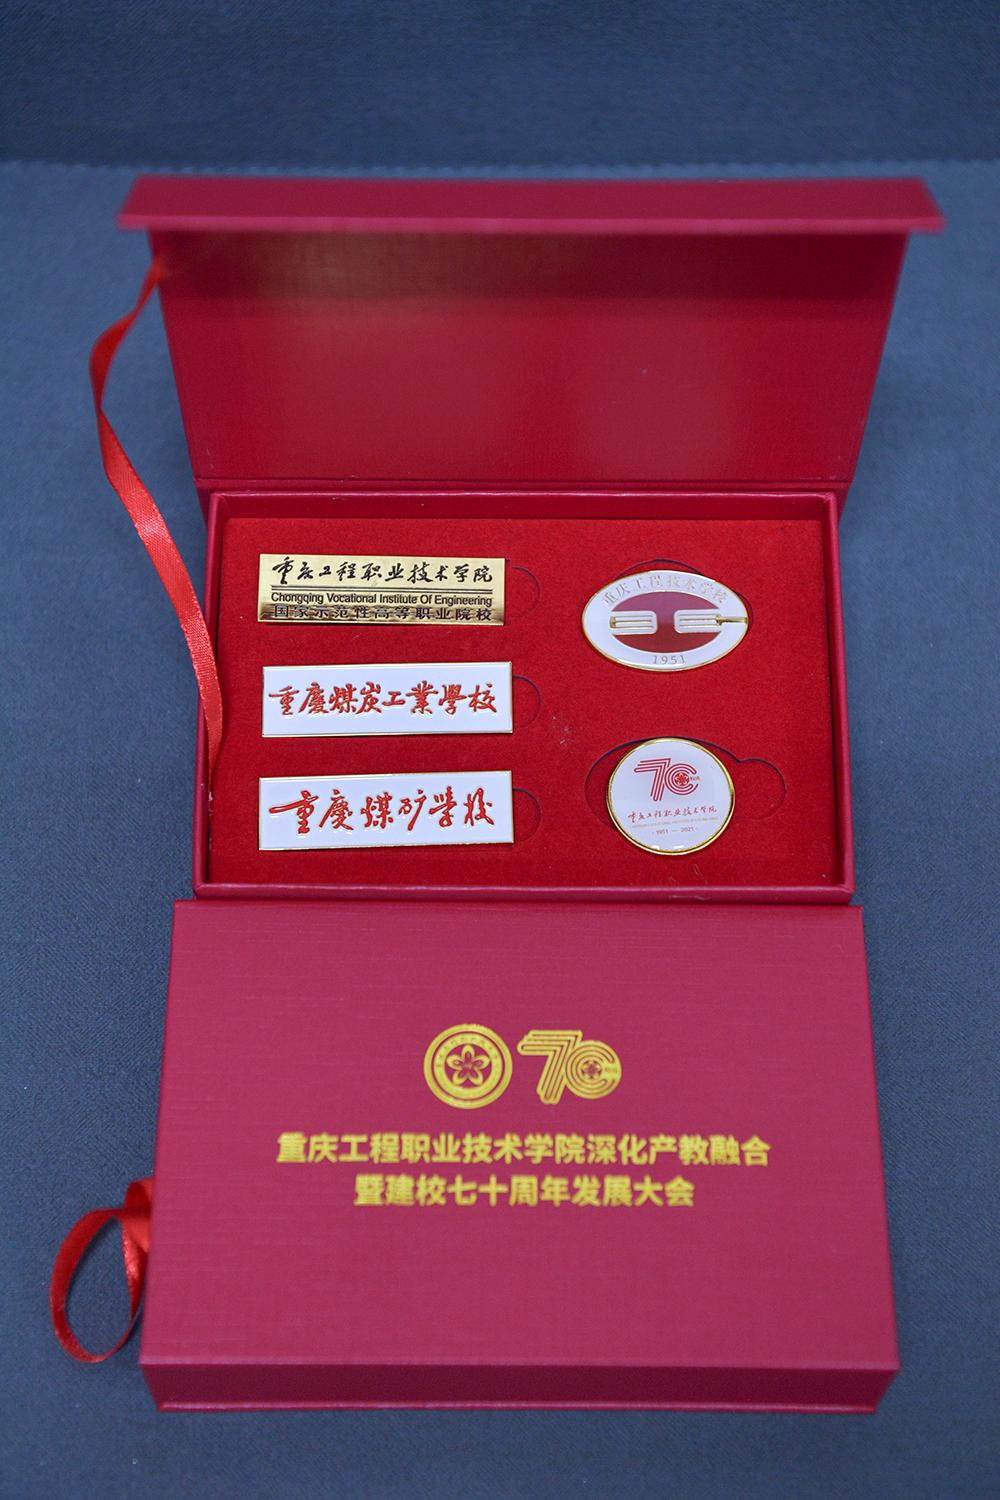 重庆工程职业技术学院
Chongqing Vocational Institute Of Engineering
国家示范性高等职业院校
重慶煤炭工業學校
重慶煤矿学校
重庆工程技术学校
1951
70
重庆工程职业技术学院
· 1951 — 2021 ·
70
重庆工程职业技术学院深化产教融合
暨建校七十周年发展大会